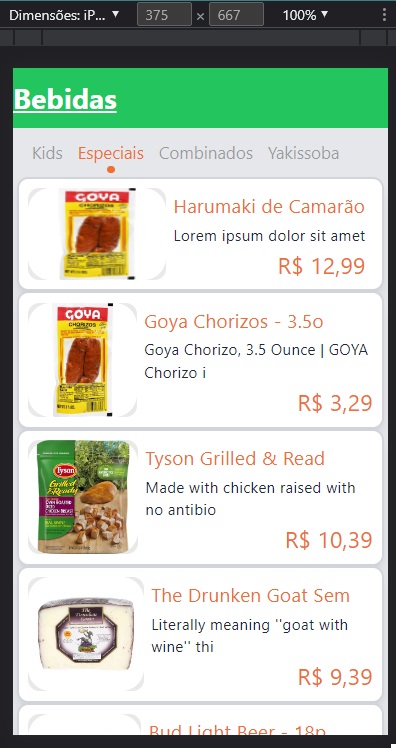 Dimensões: iP... ▼ 375 × 667 100% ▼
Bebidas
Kids Especiais Combinados Yakissoba
GOYA
CHORIZOS
Harumaki de Camarão
Lorem ipsum dolor sit amet
R$ 12,99
GOYA
CHORIZOS
Goya Chorizos - 3.5o
Goya Chorizo, 3.5 Ounce | GOYA
Chorizo i
R$ 3,29
Tyson
Grilled &
Ready
Tyson Grilled & Read
Made with chicken raised with
no antibio
R$ 10,39
The Drunken Goat Sem
Literally meaning "goat with
wine" thi
R$ 9,39
Bud Light Beer - 18p